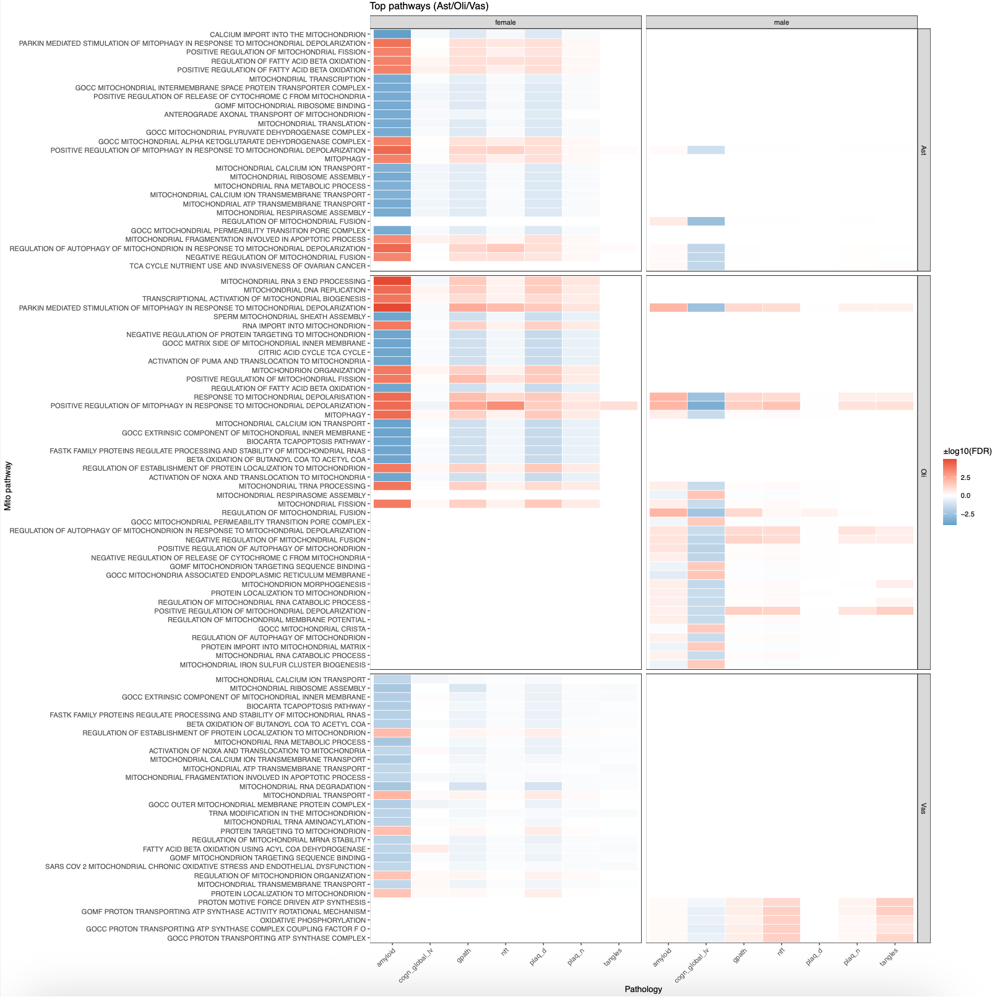 Top pathways (Ast/Oli/Vas)
female
male
CALCIUM IMPORT INTO THE MITOCHONDRION
PARKIN MEDIATED STIMULATION OF MITOPHAGY IN RESPONSE TO MITOCHONDRIAL DEPOLARIZATION
POSITIVE REGULATION OF MITOCHONDRIAL FISSION
REGULATION OF FATTY ACID BETA OXIDATION
POSITIVE REGULATION OF FATTY ACID BETA OXIDATION
MITOCHONDRIAL TRANSCRIPTION
GOCC MITOCHONDRIAL INTERMEMBRANE SPACE PROTEIN TRANSPORTER COMPLEX
POSITIVE REGULATION OF RELEASE OF CYTOCHROME C FROM MITOCHONDRIA
GOMF MITOCHONDRIAL RIBOSOME BINDING
ANTEROGRADE AXONAL TRANSPORT OF MITOCHONDRION
MITOCHONDRIAL TRANSLATION
GOCC MITOCHONDRIAL PYRUVATE DEHYDROGENASE COMPLEX
GOCC MITOCHONDRIAL ALPHA KETOGLUTARATE DEHYDROGENASE COMPLEX
POSITIVE REGULATION OF MITOPHAGY IN RESPONSE TO MITOCHONDRIAL DEPOLARIZATION
MITOPHAGY
MITOCHONDRIAL CALCIUM ION TRANSPORT
MITOCHONDRIAL RIBOSOME ASSEMBLY
MITOCHONDRIAL RNA METABOLIC PROCESS
MITOCHONDRIAL CALCIUM ION TRANSMEMBRANE TRANSPORT
MITOCHONDRIAL ATP TRANSMEMBRANE TRANSPORT
MITOCHONDRIAL RESPIRASOME ASSEMBLY
REGULATION OF MITOCHONDRIAL FUSION
GOCC MITOCHONDRIAL PERMEABILITY TRANSITION PORE COMPLEX
MITOCHONDRIAL FRAGMENTATION INVOLVED IN APOPTOTIC PROCESS
REGULATION OF AUTOPHAGY OF MITOCHONDRION IN RESPONSE TO MITOCHONDRIAL DEPOLARIZATION
NEGATIVE REGULATION OF MITOCHONDRIAL FUSION
TCA CYCLE NUTRIENT USE AND INVASIVENESS OF OVARIAN CANCER
Ast
MITOCHONDRIAL RNA 3 END PROCESSING
MITOCHONDRIAL DNA REPLICATION
TRANSCRIPTIONAL ACTIVATION OF MITOCHONDRIAL BIOGENESIS
PARKIN MEDIATED STIMULATION OF MITOPHAGY IN RESPONSE TO MITOCHONDRIAL DEPOLARIZATION
SPERM MITOCHONDRIAL SHEATH ASSEMBLY
RNA IMPORT INTO MITOCHONDRION
NEGATIVE REGULATION OF PROTEIN TARGETING TO MITOCHONDRION
GOCC MATRIX SIDE OF MITOCHONDRIAL INNER MEMBRANE
CITRIC ACID CYCLE TCA CYCLE
ACTIVATION OF PUMA AND TRANSLOCATION TO MITOCHONDRIA
MITOCHONDRION ORGANIZATION
POSITIVE REGULATION OF MITOCHONDRIAL FISSION
REGULATION OF FATTY ACID BETA OXIDATION
RESPONSE TO MITOCHONDRIAL DEPOLARISATION
POSITIVE REGULATION OF MITOPHAGY IN RESPONSE TO MITOCHONDRIAL DEPOLARIZATION
MITOPHAGY
MITOCHONDRIAL CALCIUM ION TRANSPORT
GOCC EXTRINSIC COMPONENT OF MITOCHONDRIAL INNER MEMBRANE
BIOCARTA TCAPOPTOSIS PATHWAY
FASTK FAMILY PROTEINS REGULATE PROCESSING AND STABILITY OF MITOCHONDRIAL RNAS
BETA OXIDATION OF BUTANOYL COA TO ACETYL COA
REGULATION OF ESTABLISHMENT OF PROTEIN LOCALIZATION TO MITOCHONDRION
ACTIVATION OF NOXA AND TRANSLOCATION TO MITOCHONDRIA
MITOCHONDRIAL TRNA PROCESSING
MITOCHONDRIAL RESPIRASOME ASSEMBLY
MITOCHONDRIAL FISSION
REGULATION OF MITOCHONDRIAL FUSION
GOCC MITOCHONDRIAL PERMEABILITY TRANSITION PORE COMPLEX
REGULATION OF AUTOPHAGY OF MITOCHONDRION IN RESPONSE TO MITOCHONDRIAL DEPOLARIZATION
NEGATIVE REGULATION OF MITOCHONDRIAL FUSION
POSITIVE REGULATION OF AUTOPHAGY OF MITOCHONDRION
NEGATIVE REGULATION OF RELEASE OF CYTOCHROME C FROM MITOCHONDRIA
GOMF MITOCHONDRION TARGETING SEQUENCE BINDING
GOCC MITOCHONDRIA ASSOCIATED ENDOPLASMIC RETICULUM MEMBRANE
MITOCHONDRION MORPHOGENESIS
PROTEIN LOCALIZATION TO MITOCHONDRION
REGULATION OF MITOCHONDRIAL RNA CATABOLIC PROCESS
POSITIVE REGULATION OF MITOCHONDRIAL DEPOLARIZATION
REGULATION OF MITOCHONDRIAL MEMBRANE POTENTIAL
GOCC MITOCHONDRIAL CRISTA
REGULATION OF AUTOPHAGY OF MITOCHONDRION
PROTEIN IMPORT INTO MITOCHONDRIAL MATRIX
MITOCHONDRIAL RNA CATABOLIC PROCESS
MITOCHONDRIAL IRON SULFUR CLUSTER BIOGENESIS
Oli
MITOCHONDRIAL CALCIUM ION TRANSPORT
MITOCHONDRIAL RIBOSOME ASSEMBLY
GOCC EXTRINSIC COMPONENT OF MITOCHONDRIAL INNER MEMBRANE
BIOCARTA TCAPOPTOSIS PATHWAY
FASTK FAMILY PROTEINS REGULATE PROCESSING AND STABILITY OF MITOCHONDRIAL RNAS
BETA OXIDATION OF BUTANOYL COA TO ACETYL COA
REGULATION OF ESTABLISHMENT OF PROTEIN LOCALIZATION TO MITOCHONDRION
MITOCHONDRIAL RNA METABOLIC PROCESS
ACTIVATION OF NOXA AND TRANSLOCATION TO MITOCHONDRIA
MITOCHONDRIAL CALCIUM ION TRANSMEMBRANE TRANSPORT
MITOCHONDRIAL ATP TRANSMEMBRANE TRANSPORT
MITOCHONDRIAL FRAGMENTATION INVOLVED IN APOPTOTIC PROCESS
MITOCHONDRIAL RNA DEGRADATION
MITOCHONDRIAL TRANSPORT
GOCC OUTER MITOCHONDRIAL MEMBRANE PROTEIN COMPLEX
TRNA MODIFICATION IN THE MITOCHONDRION
MITOCHONDRIAL TRNA AMINOACYLATION
PROTEIN TARGETING TO MITOCHONDRION
REGULATION OF MITOCHONDRIAL MRNA STABILITY
FATTY ACID BETA OXIDATION USING ACYL COA DEHYDROGENASE
GOMF MITOCHONDRION TARGETING SEQUENCE BINDING
SARS COV 2 MITOCHONDRIAL CHRONIC OXIDATIVE STRESS AND ENDOTHELIAL DYSFUNCTION
REGULATION OF MITOCHONDRION ORGANIZATION
MITOCHONDRIAL TRANSMEMBRANE TRANSPORT
PROTEIN LOCALIZATION TO MITOCHONDRION
PROTON MOTIVE FORCE DRIVEN ATP SYNTHESIS
GOMF PROTON TRANSPORTING ATP SYNTHASE ACTIVITY ROTATIONAL MECHANISM
OXIDATIVE PHOSPHORYLATION
GOCC PROTON TRANSPORTING ATP SYNTHASE COMPLEX COUPLING FACTOR F O
GOCC PROTON TRANSPORTING ATP SYNTHASE COMPLEX
Vas
Mito pathway
amyloid
cogn_global_lv
gpath
nft
plaq_d
plaq_n
tangles
amyloid
cogn_global_lv
gpath
nft
plaq_d
plaq_n
tangles
Pathology
±log10(FDR)
2.5
0.0
−2.5